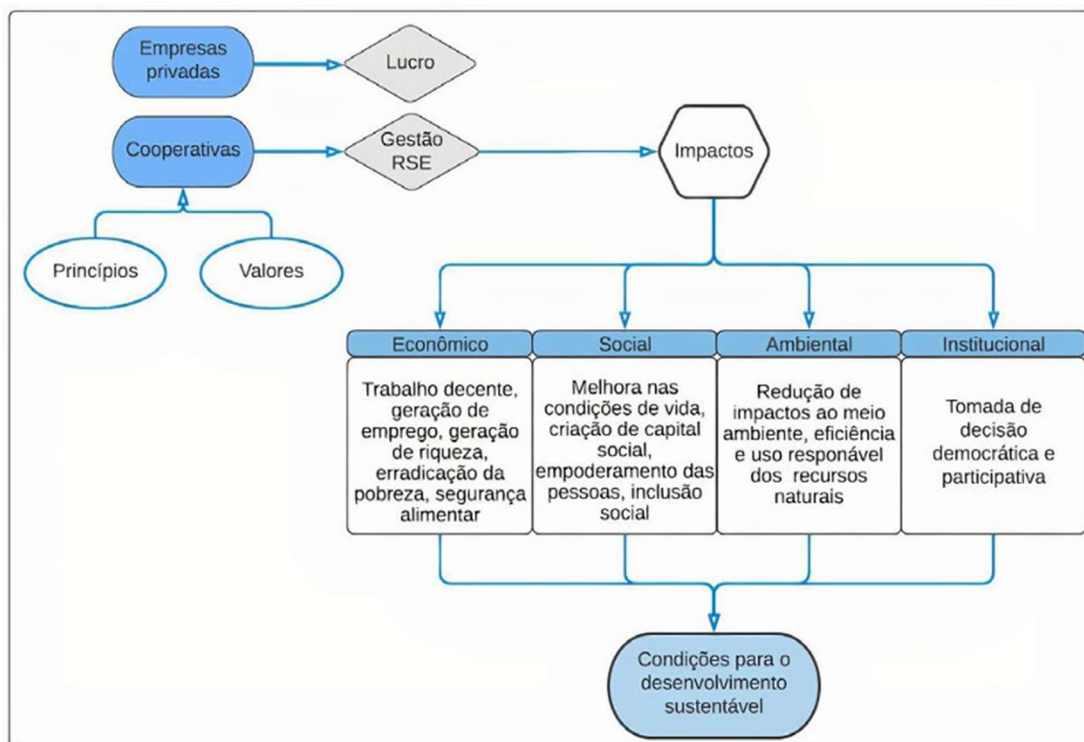 Empresas
privadas
Lucro
Cooperativas
Gestão
RSE
Impactos
Princípios
Valores
Econômico
Trabalho decente,
geração de
emprego, geração
de riqueza,
erradicação da
pobreza, segurança
alimentar
Social
Melhora nas
condições de vida,
criação de capital
social,
empoderamento das
pessoas, inclusão
social
Ambiental
Redução de
impactos ao meio
ambiente, eficiência
e uso responável
dos recursos
naturais
Institucional
Tomada de
decisão
democrática e
participativa
Condições para o
desenvolvimento
sustentável